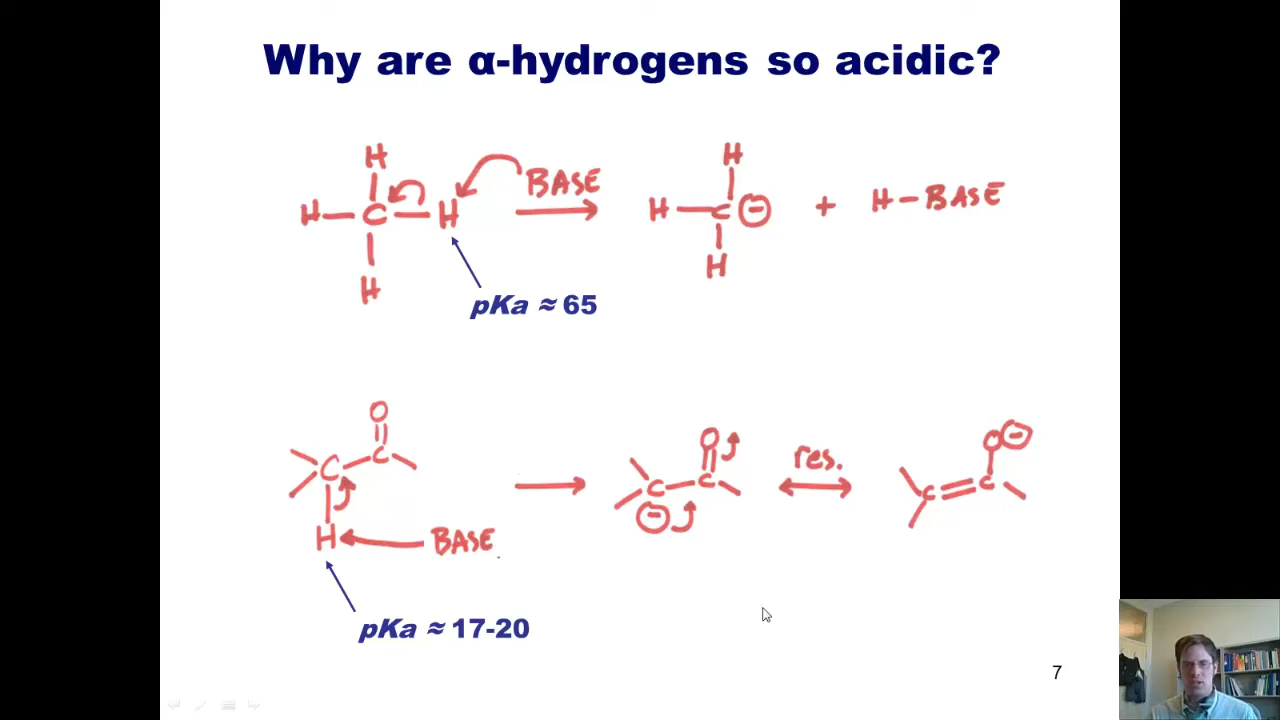 Why are α-hydrogens so acidic?
H
H C H BASE
H
H
H C ⊖ + H-BASE
H
pKa ≈ 65
O
C C
H BASE
O
C C
⊖
res.
O ⊖
C C
pKa ≈ 17-20
7